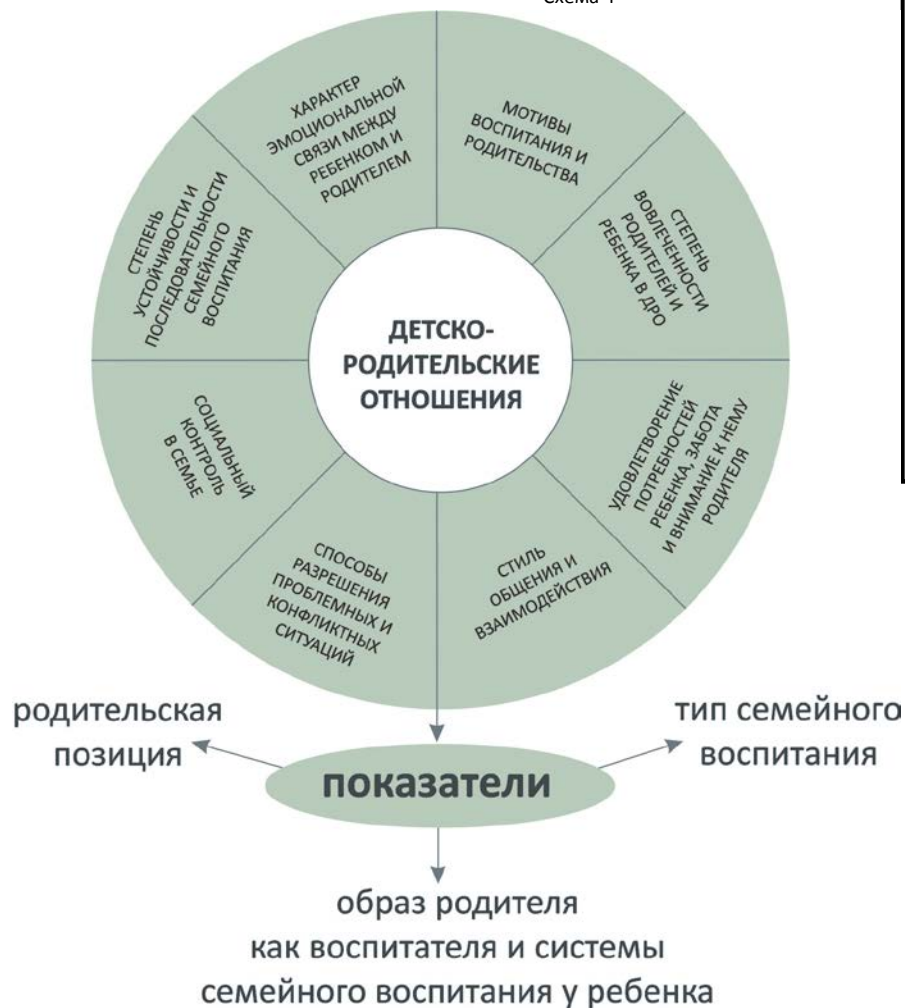 Схема 1
ХАРАКТЕР
ЭМОЦИОНАЛЬНОЙ
СВЯЗИ МЕЖДУ
РЕБЕНКОМ И
РОДИТЕЛЕМ
МОТИВЫ
ВОСПИТАНИЯ И
РОДИТЕЛЬСТВА
СТЕПЕНЬ
ВОВЛЕЧЕННОСТИ
РОДИТЕЛЕЙ И
РЕБЕНКА В ДРО
УДОВЛЕТВОРЕНИЕ
ПОТРЕБНОСТЕЙ
РЕБЕНКА, ЗАБОТА
И ВНИМАНИЕ К НЕМУ
РОДИТЕЛЯ
СТИЛЬ
ОБЩЕНИЯ И
ВЗАИМОДЕЙСТВИЯ
СПОСОБЫ
РАЗРЕШЕНИЯ
ПРОБЛЕМНЫХ И
КОНФЛИКТНЫХ
СИТУАЦИЙ
СОЦИАЛЬНЫЙ
КОНТРОЛЬ
В СЕМЬЕ
СТЕПЕНЬ
УСТОЙЧИВОСТИ И
ПОСЛЕДОВАТЕЛЬНОСТИ
СЕМЕЙНОГО
ВОСПИТАНИЯ
ДЕТСКО-
РОДИТЕЛЬСКИЕ
ОТНОШЕНИЯ
родительская
позиция
тип семейного
воспитания
показатели
образ родителя
как воспитателя и системы
семейного воспитания у ребенка